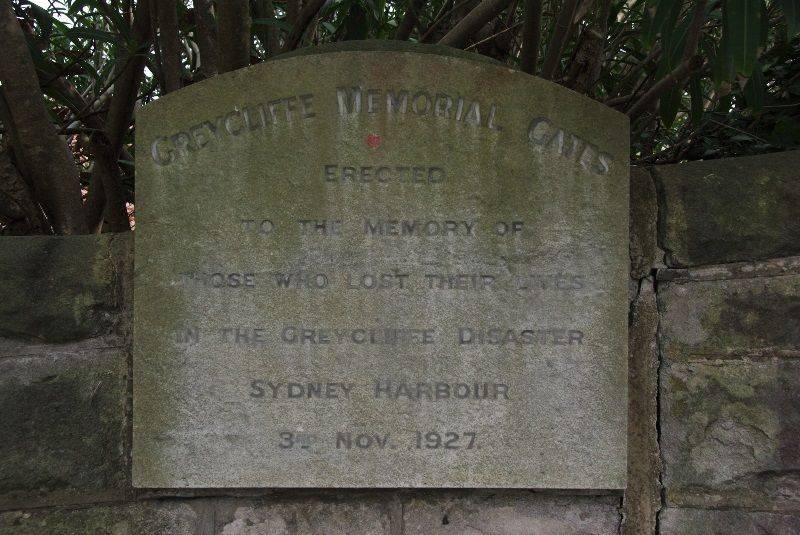 GREYCLIFFE MEMORIAL GATES
ERECTED
TO THE MEMORY OF
THOSE WHO LOST THEIR LIVES
IN THE GREYCLIFFE DISASTER
SYDNEY HARBOUR
3RD NOV. 1927.